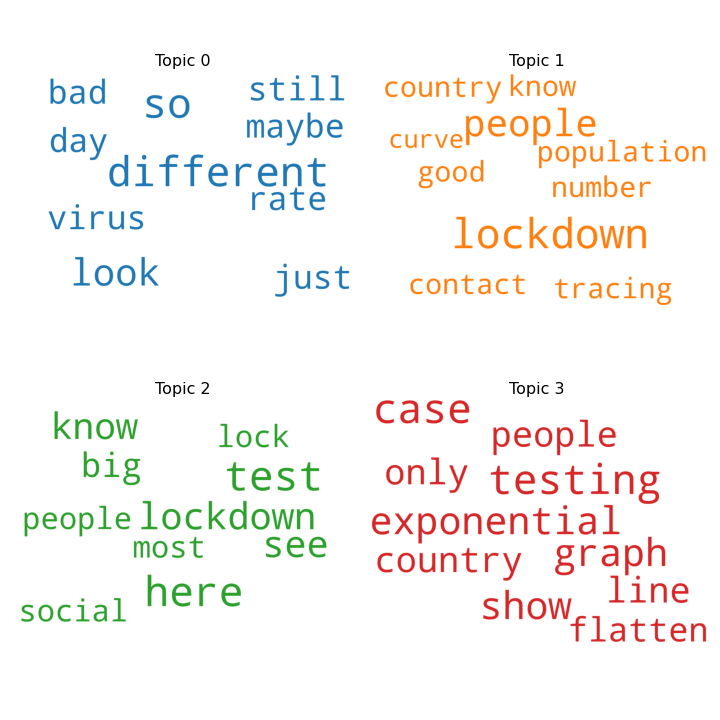 Topic 0
bad so still
day maybe
different
rate
virus
look just
Topic 1
country know
people
curve population
good number
lockdown
contact tracing
Topic 2
know lock
big test
people lockdown
most see
here
social
Topic 3
case people
only testing
exponential
country graph
show line
flatten